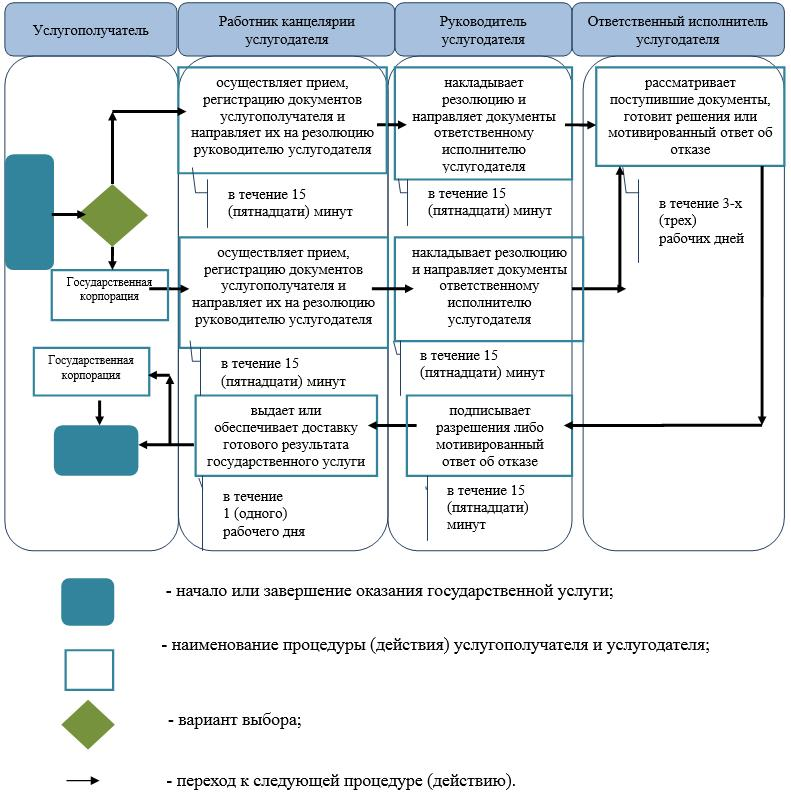 Услугополучатель
Работник канцелярии
услугодателя
Руководитель
услугодателя
Ответственный исполнитель
услугодателя
осуществляет прием,
регистрацию документов
услугополучателя и
направляет их на резолюцию
руководителю услугодателя
накладывает
резолюцию и
направляет документы
ответственному
исполнителю
услугодателя
рассматривает
поступившие документы,
готовит решения или
мотивированный ответ об
отказе
в течение 15
(пятнадцати) минут
в течение 15
(пятнадцати) минут
в течение 3-х
(трех)
рабочих дней
Государственная
корпорация
осуществляет прием,
регистрацию документов
услугополучателя и
направляет их на резолюцию
руководителю услугодателя
накладывает резолюцию
и направляет документы
ответственному
исполнителю
услугодателя
в течение 15
(пятнадцати) минут
в течение 15
(пятнадцати) минут
Государственная
корпорация
выдает или
обеспечивает доставку
готового результата
государственной услуги
подписывает
разрешения либо
мотивированный
ответ об отказе
в течение
1 (одного)
рабочего дня
в течение 15
(пятнадцати)
минут
- начало или завершение оказания государственной услуги;
- наименование процедуры (действия) услугополучателя и услугодателя;
- вариант выбора;
- переход к следующей процедуре (действию).